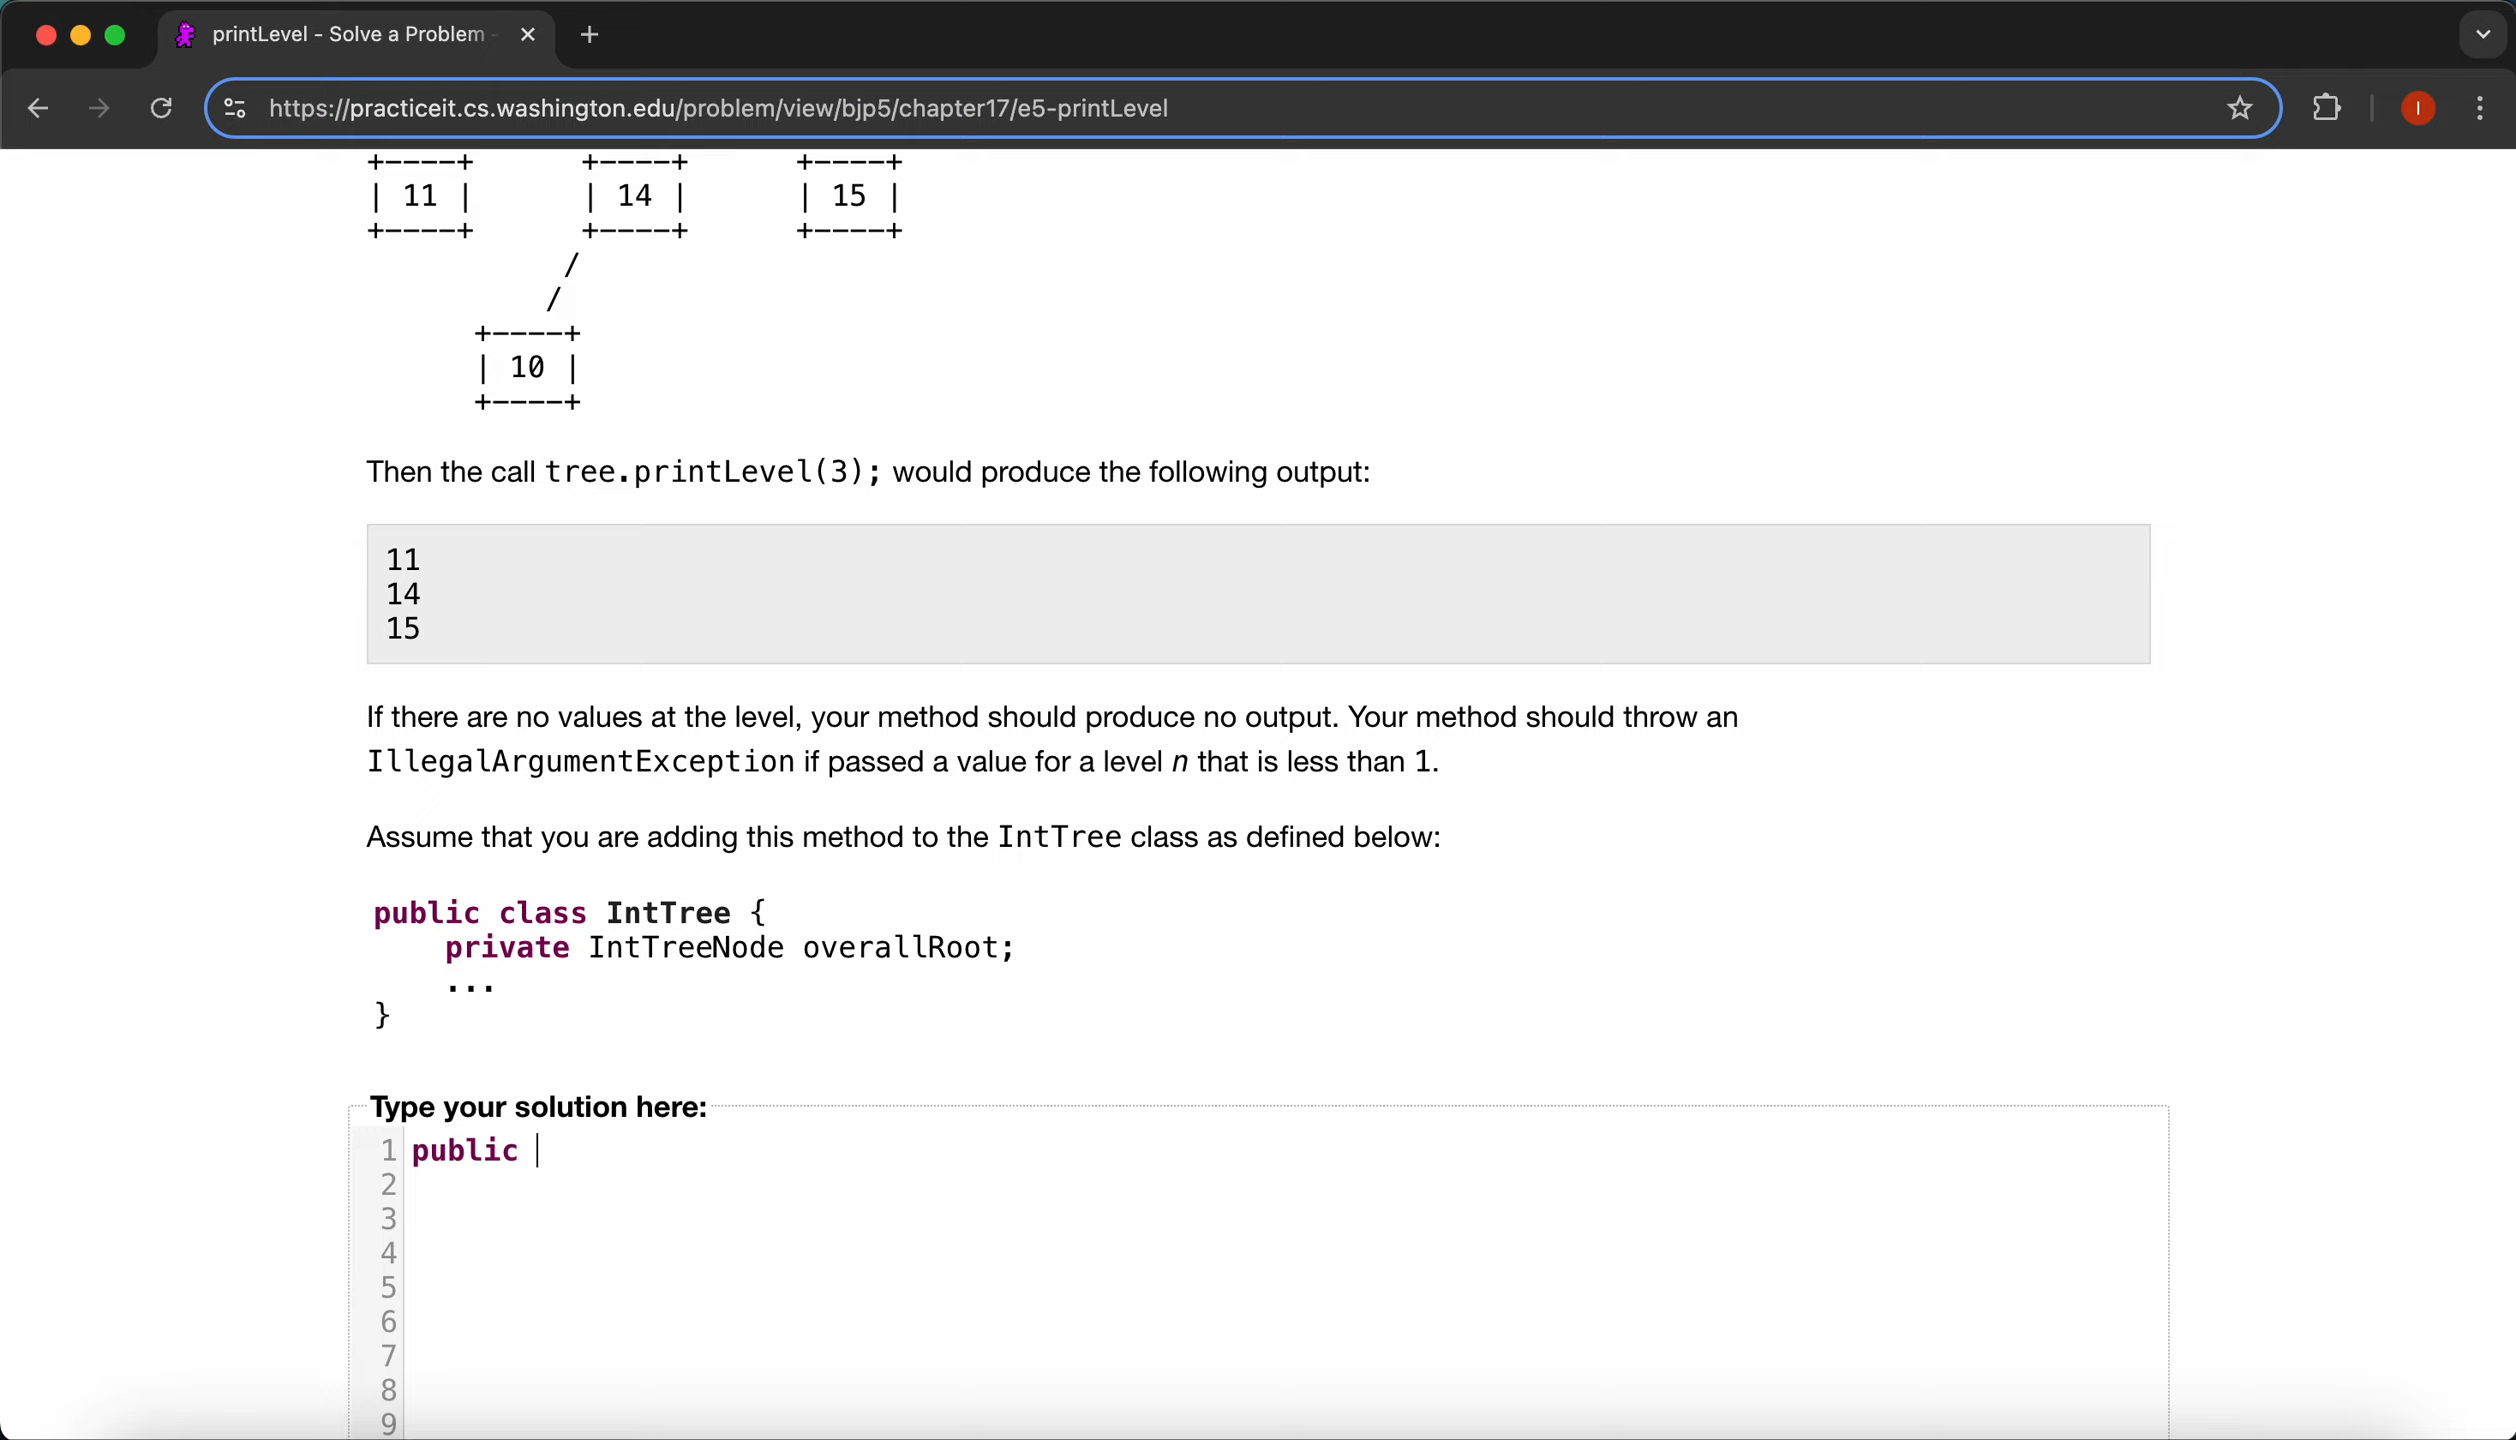 printLevel - Solve a Problem -
https://practiceit.cs.washington.edu/problem/view/bjp5/chapter17/e5-printLevel
I
+----+      +----+      +----+
| 11 |      | 14 |      | 15 |
+----+      +----+      +----+
/
/
+----+
| 10 |
+----+
Then the call tree.printLevel(3); would produce the following output:
11
14
15
If there are no values at the level, your method should produce no output. Your method should throw an
IllegalArgumentException if passed a value for a level n that is less than 1.
Assume that you are adding this method to the IntTree class as defined below:
public class IntTree {
    private IntTreeNode overallRoot;
    ...
}
Type your solution here:
1 public
2
3
4
5
6
7
8
9